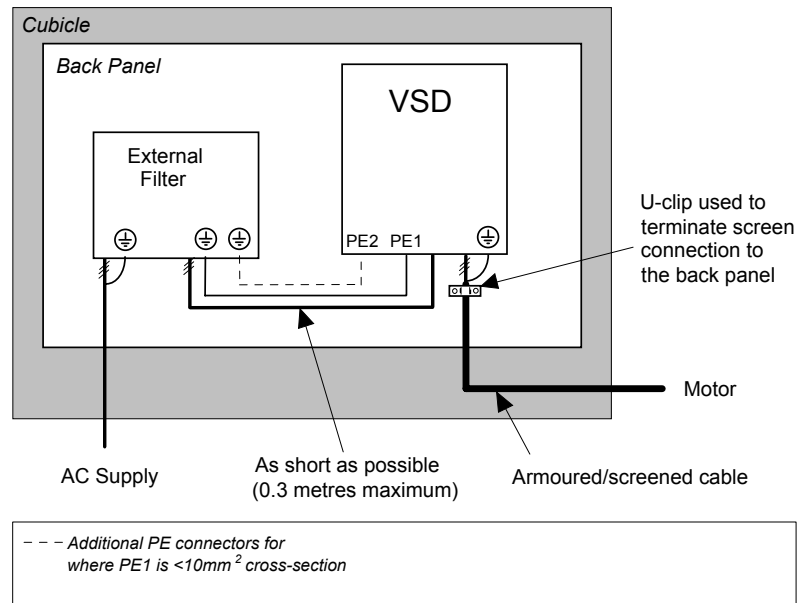 Cubicle
Back Panel
VSD
External
Filter
PE2 PE1
U-clip used to
terminate screen
connection to
the back panel
Motor
AC Supply
As short as possible
(0.3 metres maximum)
Armoured/screened cable
--- Additional PE connectors for
where PE1 is <10mm² cross-section